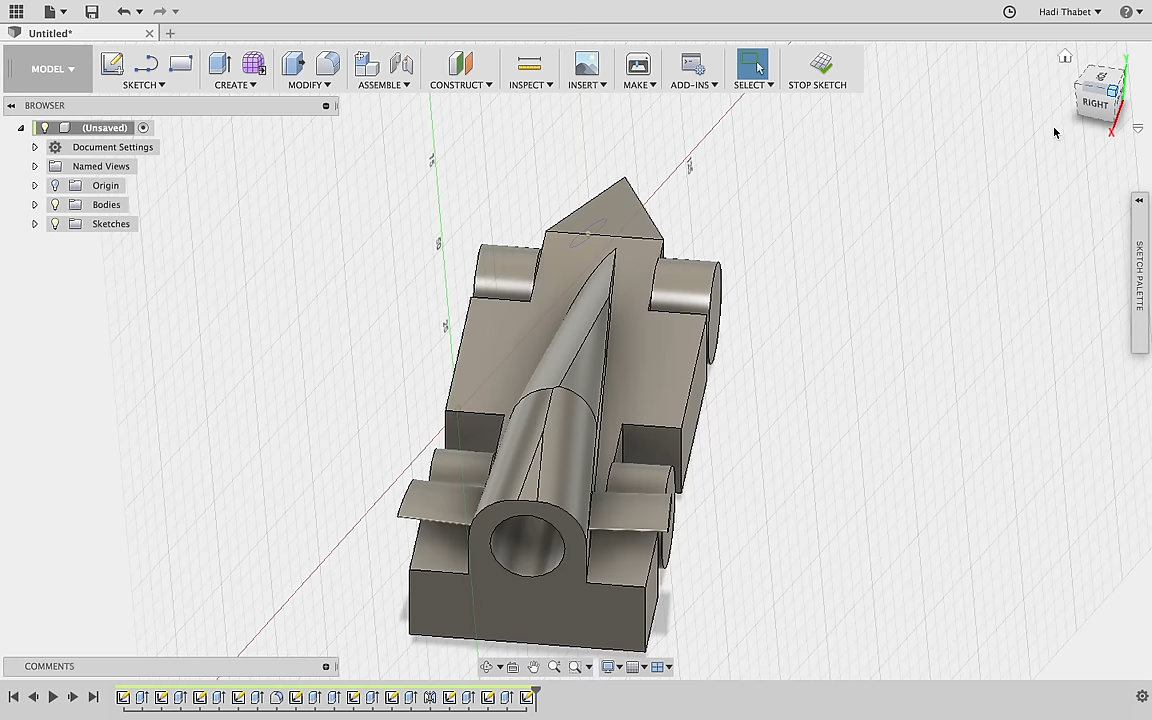 Hadi Thabet
Untitled*
MODEL
SKETCH
CREATE
MODIFY
ASSEMBLE
CONSTRUCT
INSPECT
INSERT
MAKE
ADD-INS
SELECT
STOP SKETCH
BROWSER
(Unsaved)
Document Settings
Named Views
Origin
Bodies
Sketches
RIGHT
Y
X
SKETCH PALETTE
COMMENTS